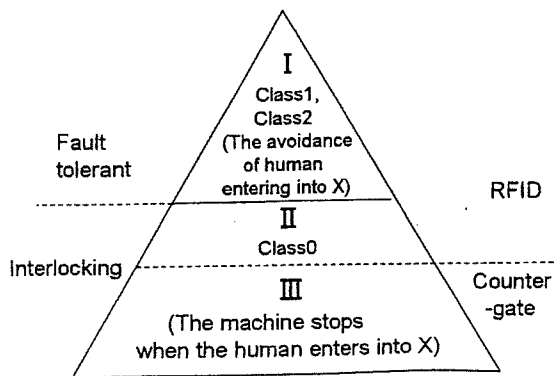 I
Class1,
Class2
(The avoidance
of human
entering into X)
Fault
tolerant
RFID
II
Class0
Interlocking
Counter
-gate
III
(The machine stops
when the human enters into X)